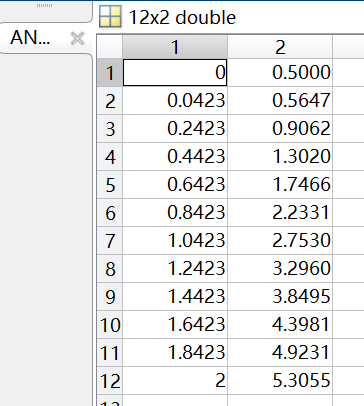 12x2 double
AN...
1 2
1 0 0.5000
2 0.0423 0.5647
3 0.2423 0.9062
4 0.4423 1.3020
5 0.6423 1.7466
6 0.8423 2.2331
7 1.0423 2.7530
8 1.2423 3.2960
9 1.4423 3.8495
10 1.6423 4.3981
11 1.8423 4.9231
12 2 5.3055